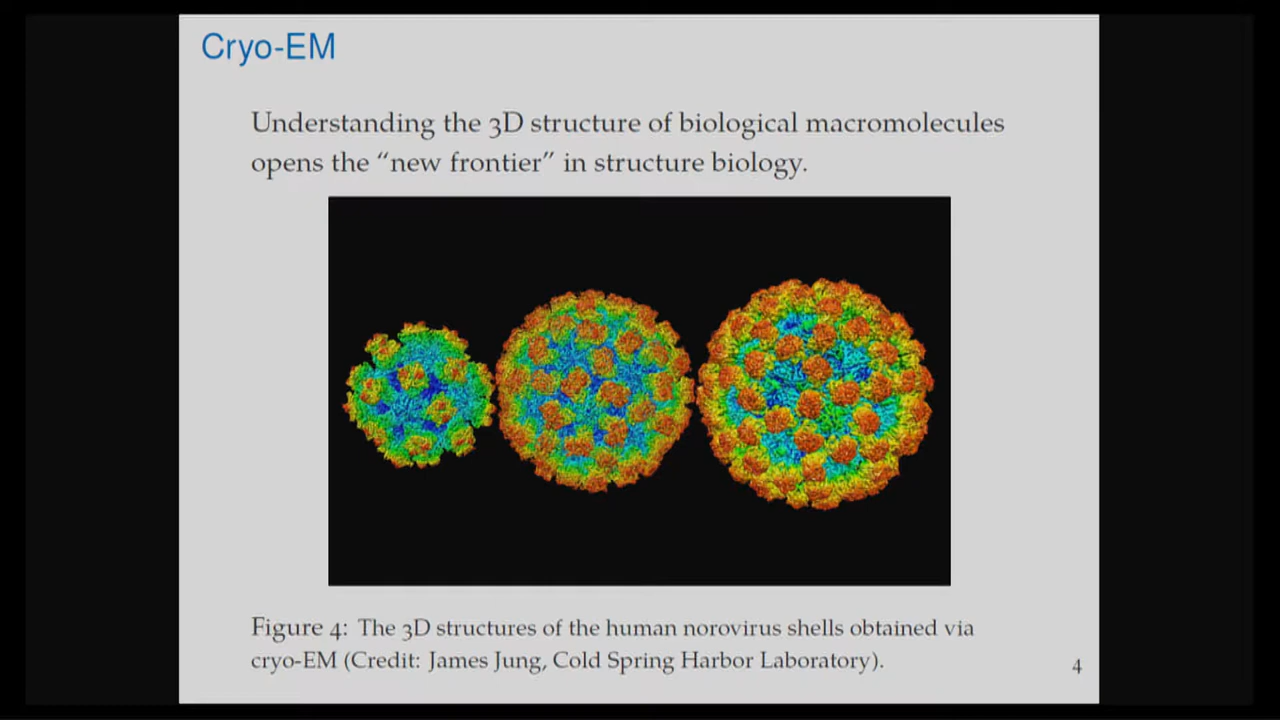 Cryo-EM
Understanding the 3D structure of biological macromolecules
opens the “new frontier” in structure biology.
Figure 4: The 3D structures of the human norovirus shells obtained via
cryo-EM (Credit: James Jung, Cold Spring Harbor Laboratory).
4